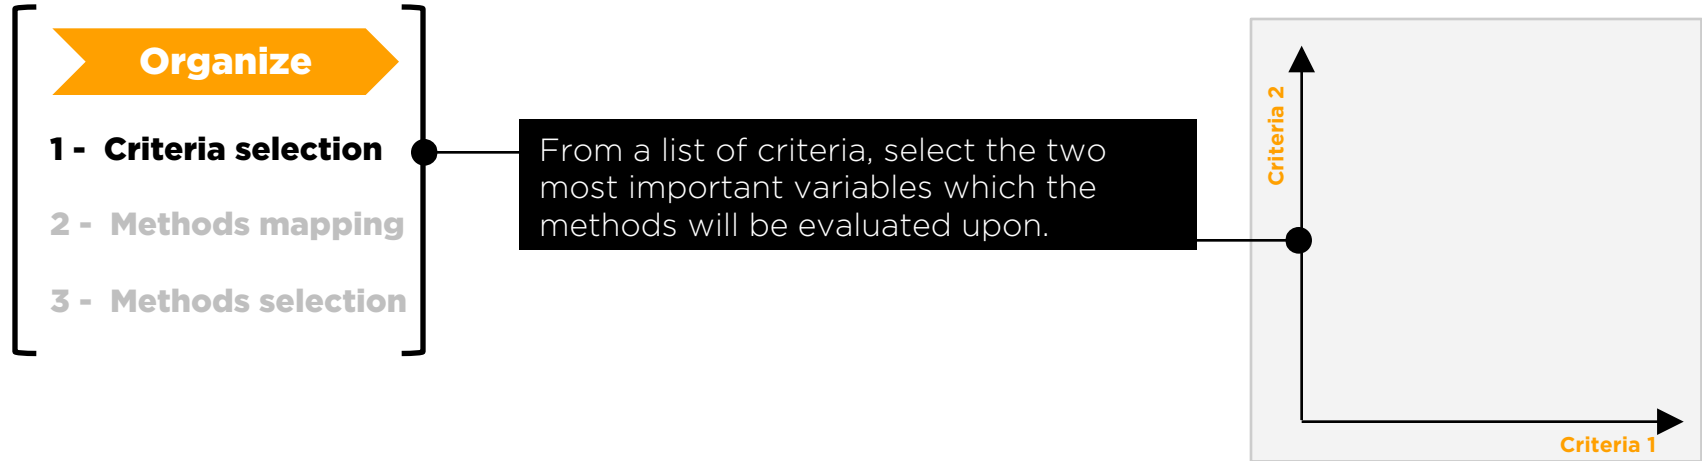 Organize
1 - Criteria selection
2 - Methods mapping
3 - Methods selection
From a list of criteria, select the two
most important variables which the
methods will be evaluated upon.
Criteria 2
Criteria 1